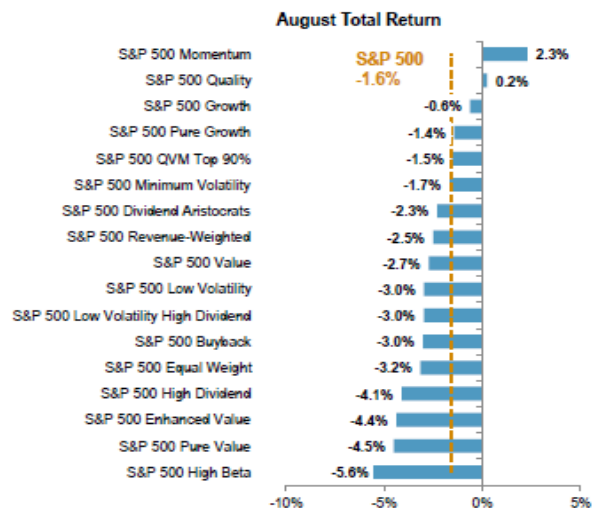 August Total Return
S&P 500
-1.6%
S&P 500 Momentum 2.3%
S&P 500 Quality 0.2%
S&P 500 Growth -0.6%
S&P 500 Pure Growth -1.4%
S&P 500 QVM Top 90% -1.5%
S&P 500 Minimum Volatility -1.7%
S&P 500 Dividend Aristocrats -2.3%
S&P 500 Revenue-Weighted -2.5%
S&P 500 Value -2.7%
S&P 500 Low Volatility -3.0%
S&P 500 Low Volatility High Dividend -3.0%
S&P 500 Buyback -3.0%
S&P 500 Equal Weight -3.2%
S&P 500 High Dividend -4.1%
S&P 500 Enhanced Value -4.4%
S&P 500 Pure Value -4.5%
S&P 500 High Beta -5.6%
-10% -5% 0% 5%